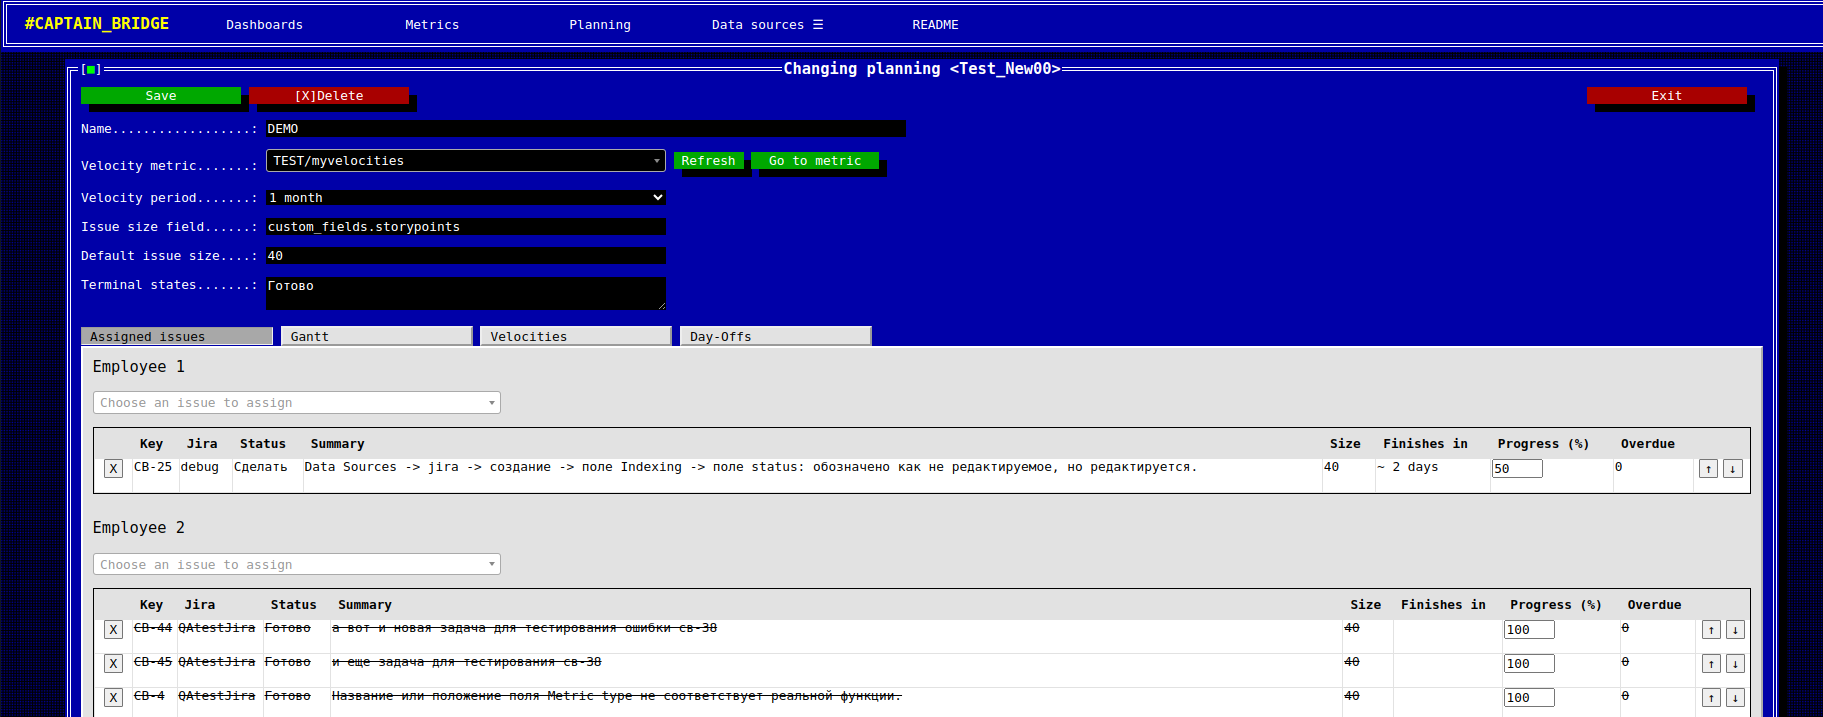 #CAPTAIN_BRIDGE Dashboards Metrics Planning Data sources ☰ README
[■] Changing planning <Test_New00>
Save [X]Delete Exit
Name..................: DEMO
Velocity metric.......: TEST/myvelocities Refresh Go to metric
Velocity period.......: 1 month
Issue size field......: custom_fields.storypoints
Default issue size....: 40
Terminal states.......: Готово
Assigned issues Gantt Velocities Day-Offs
Employee 1
Choose an issue to assign
Key Jira Status Summary Size Finishes in Progress (%) Overdue
X CB-25 debug Сделать Data Sources -> jira -> создание -> поле Indexing -> поле status: обозначено как не редактируемое, но редактируется. 40 ~ 2 days 50 0 ↑ ↓
Employee 2
Choose an issue to assign
Key Jira Status Summary Size Finishes in Progress (%) Overdue
X CB-44 QAtestJira Готово а вот и новая задача для тестирования ошибки св-38 40 100 0 ↑ ↓
X CB-45 QAtestJira Готово и еще задача для тестирования св-38 40 100 0 ↑ ↓
X CB-4 QAtestJira Готово Название или положение поля Metric type не соответствует реальной функции. 40 100 0 ↑ ↓